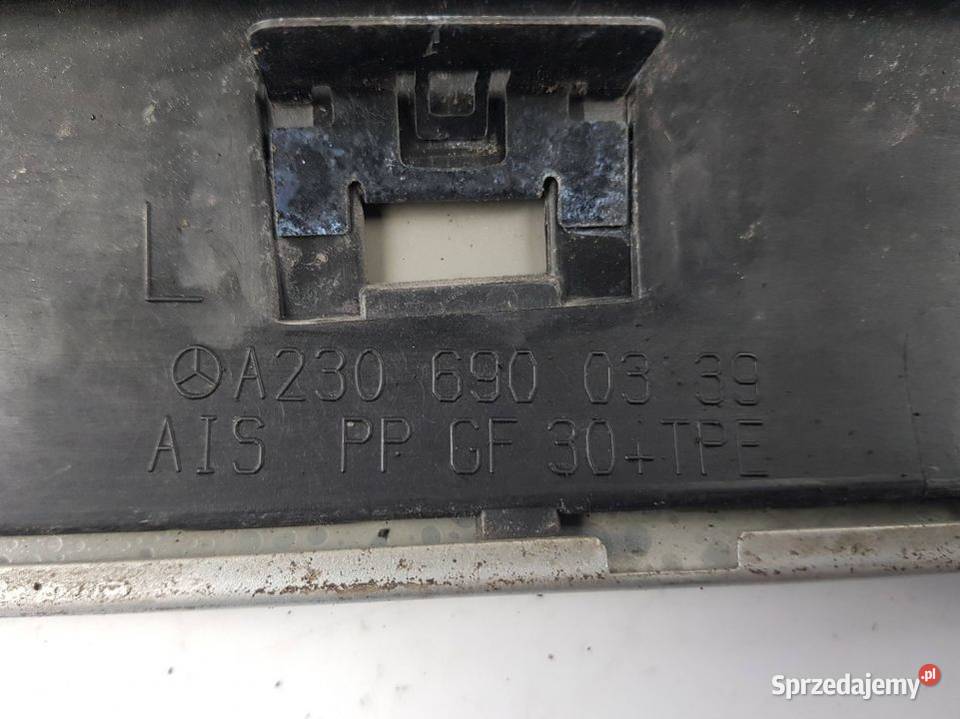 L
A230 690 03 39
AIS PP GF 30+TPE
Sprzedajemy.pl